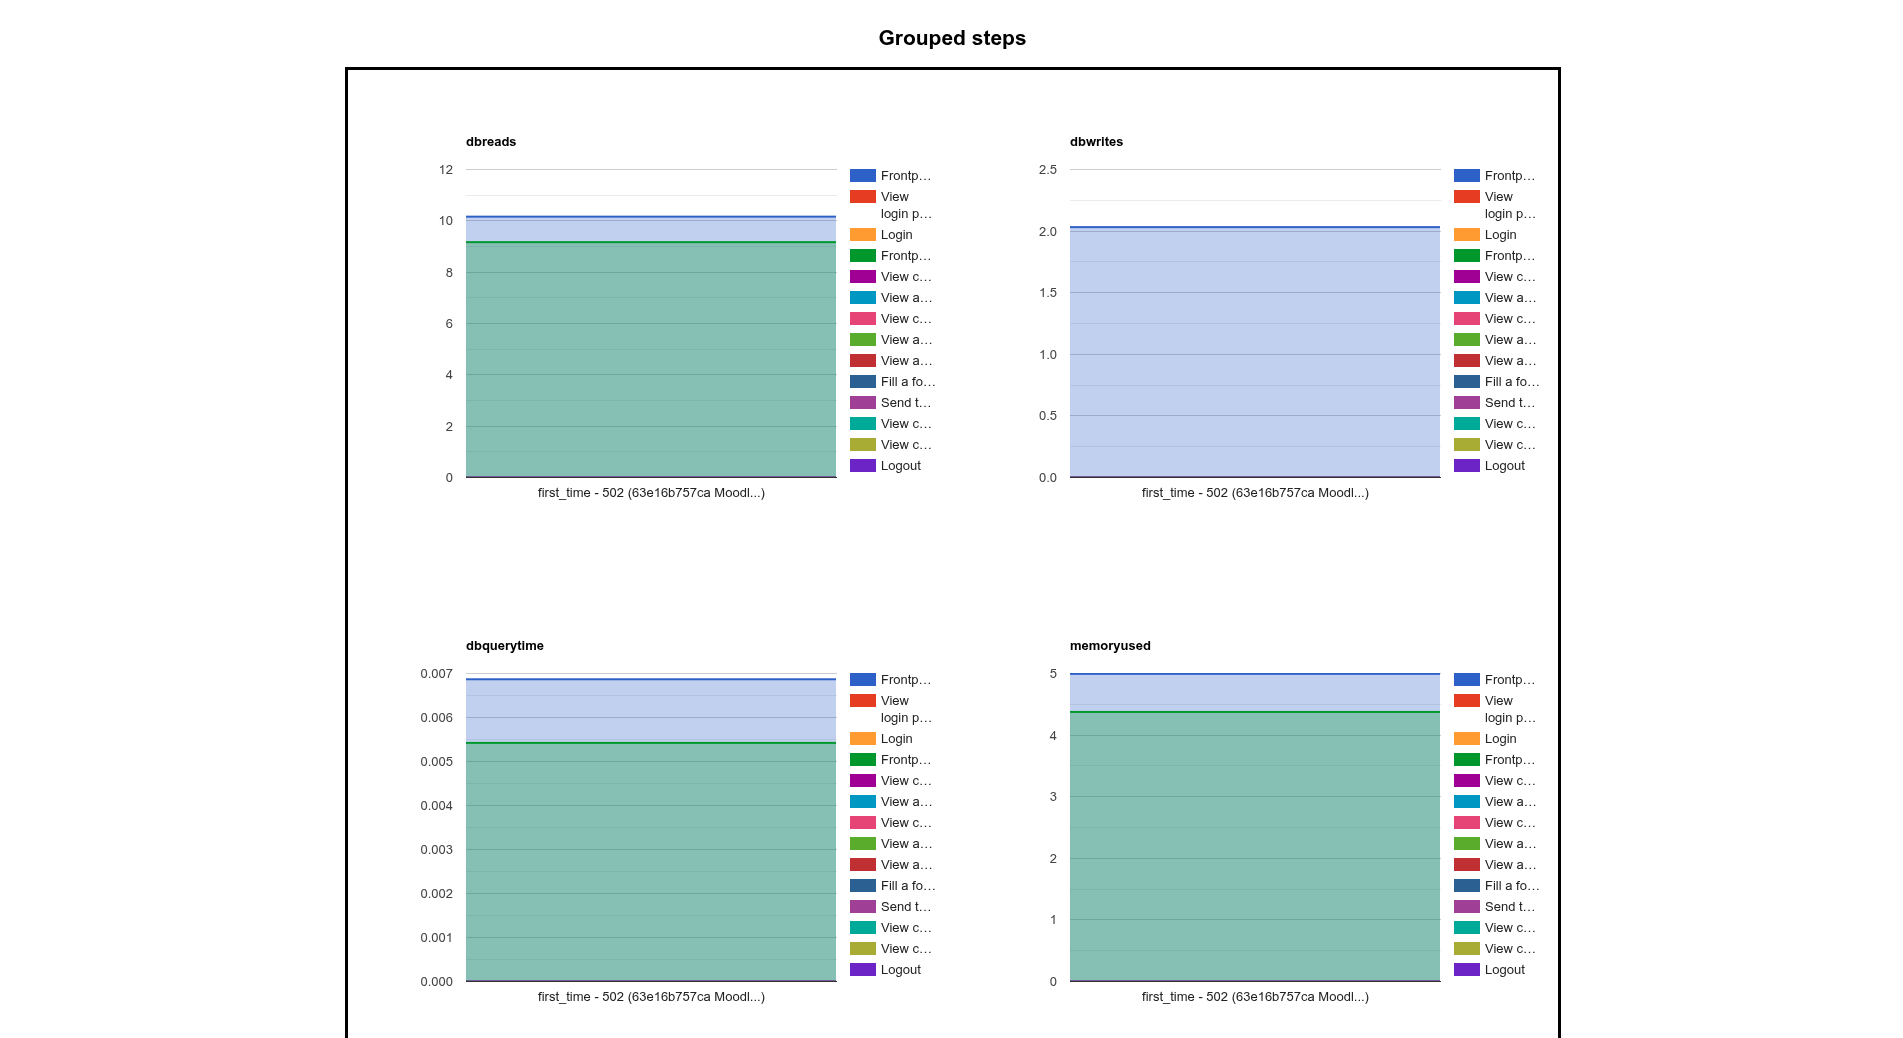 Grouped steps
dbreads
12
10
8
6
4
2
0
first_time - 502 (63e16b757ca Moodl...)
Frontp…
View
login p…
Login
Frontp…
View c…
View a…
View c…
View a…
View a…
Fill a fo…
Send t…
View c…
View c…
Logout
dbwrites
2.5
2.0
1.5
1.0
0.5
0.0
first_time - 502 (63e16b757ca Moodl...)
Frontp…
View
login p…
Login
Frontp…
View c…
View a…
View c…
View a…
View a…
Fill a fo…
Send t…
View c…
View c…
Logout
dbquerytime
0.007
0.006
0.005
0.004
0.003
0.002
0.001
0.000
first_time - 502 (63e16b757ca Moodl...)
Frontp…
View
login p…
Login
Frontp…
View c…
View a…
View c…
View a…
View a…
Fill a fo…
Send t…
View c…
View c…
Logout
memoryused
5
4
3
2
1
0
first_time - 502 (63e16b757ca Moodl...)
Frontp…
View
login p…
Login
Frontp…
View c…
View a…
View c…
View a…
View a…
Fill a fo…
Send t…
View c…
View c…
Logout